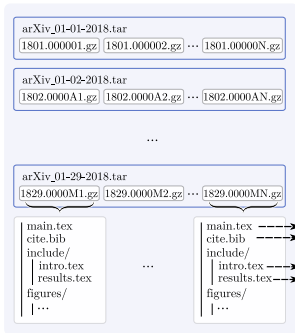 arXiv_01-01-2018.tar
1801.000001.gz 1801.000002.gz ... 1801.00000N.gz
arXiv_01-02-2018.tar
1802.0000A1.gz 1802.0000A2.gz ... 1802.0000AN.gz
...
arXiv_01-29-2018.tar
1829.0000M1.gz 1829.0000M2.gz ... 1829.0000MN.gz
main.tex
cite.bib
include/
intro.tex
results.tex
figures/
...
...
main.tex
cite.bib
include/
intro.tex
results.tex
figures/
...